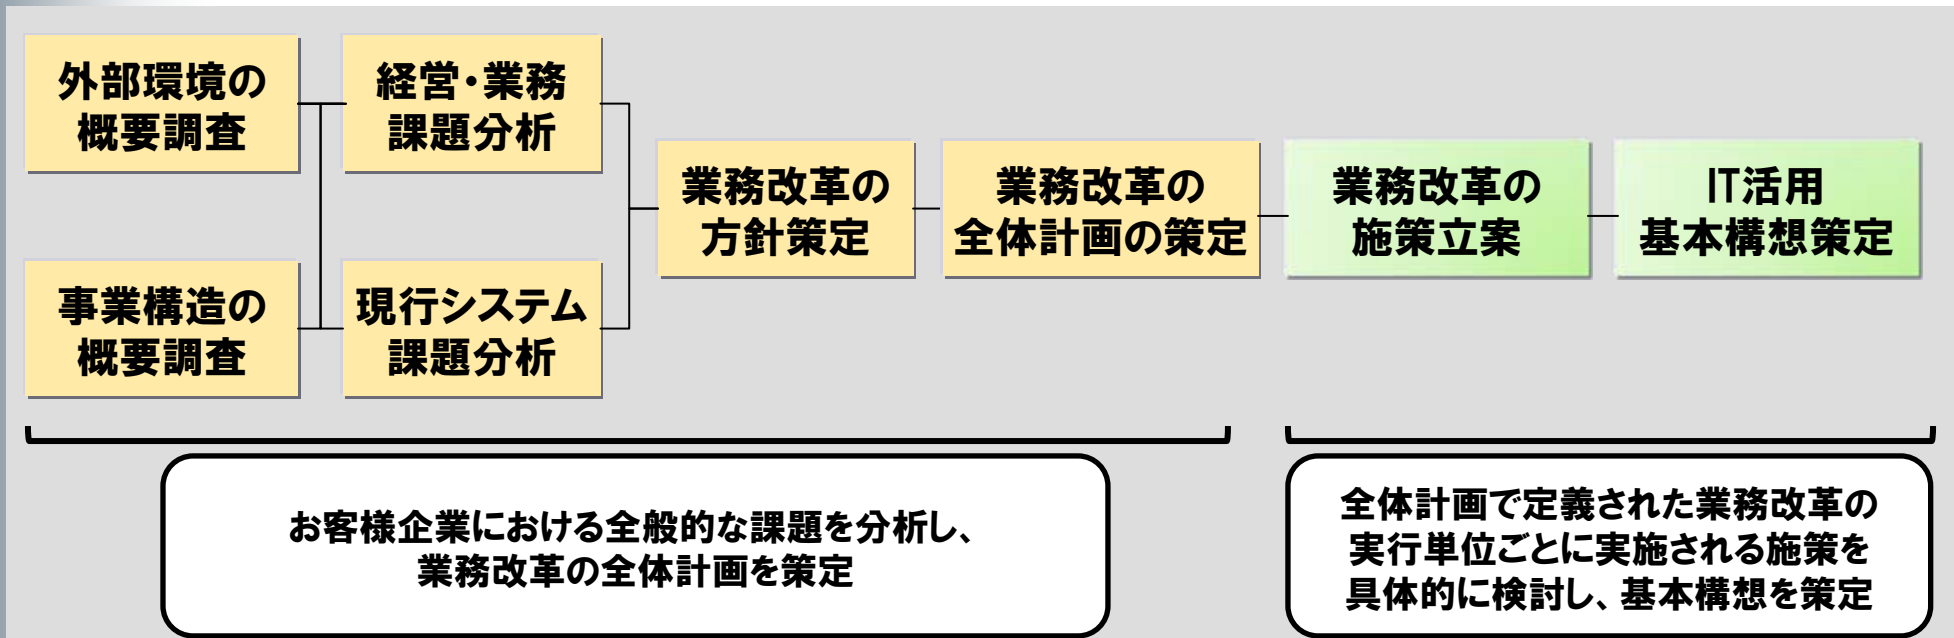 外部環境の
概要調査
経営・業務
課題分析
事業構造の
概要調査
現行システム
課題分析
業務改革の
方針策定
業務改革の
全体計画の策定
業務改革の
施策立案
IT活用
基本構想策定
お客様企業における全般的な課題を分析し、
業務改革の全体計画を策定
全体計画で定義された業務改革の
実行単位ごとに実施される施策を
具体的に検討し、基本構想を策定